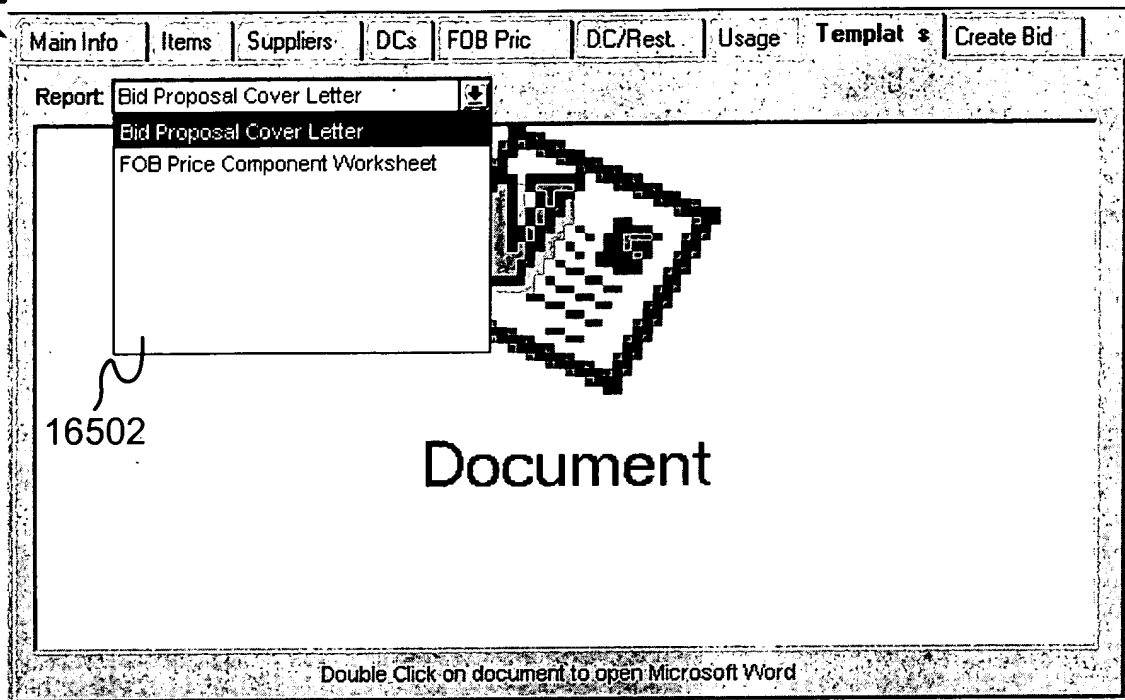 Main Info Items Suppliers DCs FOB Pric DC/Rest. Usage Templat s Create Bid
Report: Bid Proposal Cover Letter
Bid Proposal Cover Letter
FOB Price Component Worksheet
16502
Document
Double Click on document to open Microsoft Word